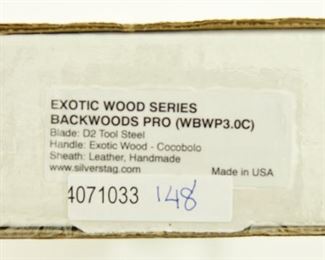 EXOTIC WOOD SERIES
BACKWOODS PRO (WBWP3.0C)
Blade: D2 Tool Steel
Handle: Exotic Wood - Cocobolo
Sheath: Leather, Handmade
www.silverstag.com Made in USA
4071033 148